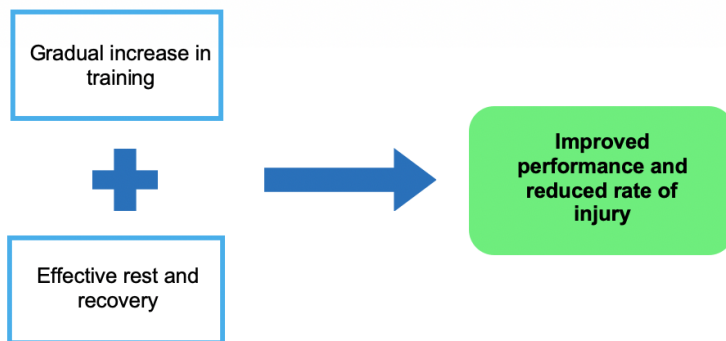 Gradual increase in
training
Effective rest and
recovery
Improved
performance and
reduced rate of
injury